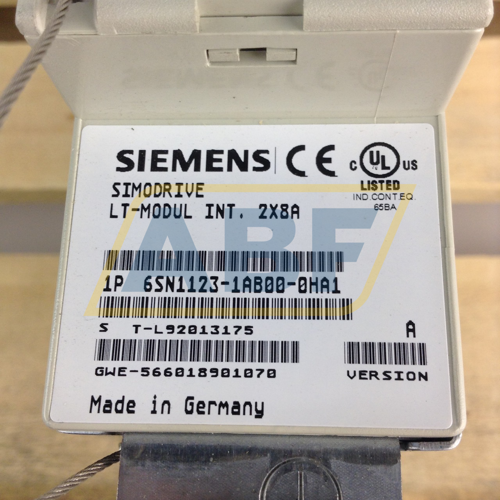 SIEMENS CE C UL US
LISTED
IND.CONT.EQ.
65BA
SIMODRIVE
LT-MODUL INT. 2X8A
ABF
1P 6SN1123-1AB00-0HA1
S T-L92013175 A
GWE-566018901070 VERSION
Made in Germany